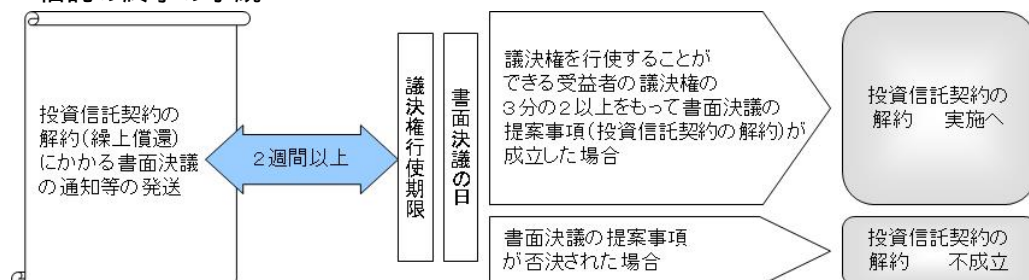 投資信託契約の
解約(繰上償還)
にかかる書面決議
の通知等の発送
2週間以上
議決権行使期限
書面決議の日
議決権を行使することが
できる受益者の議決権の
3分の2以上をもって書面決議の
提案事項(投資信託契約の解約)が
成立した場合
投資信託契約の
解約 実施へ
書面決議の提案事項
が否決された場合
投資信託契約の
解約 不成立